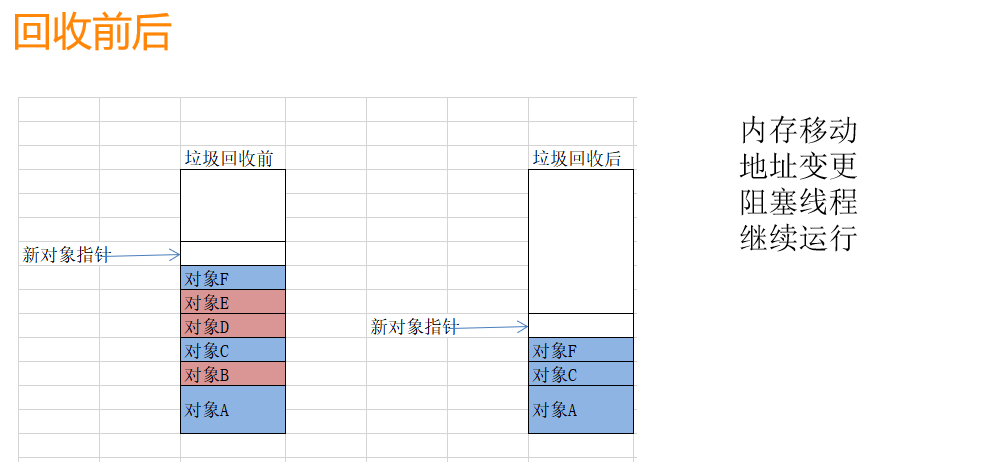 回收前后
垃圾回收前
新对象指针
对象F
对象E
对象D
对象C
对象B
对象A
垃圾回收后
新对象指针
对象F
对象C
对象A
内存移动
地址变更
阻塞线程
继续运行